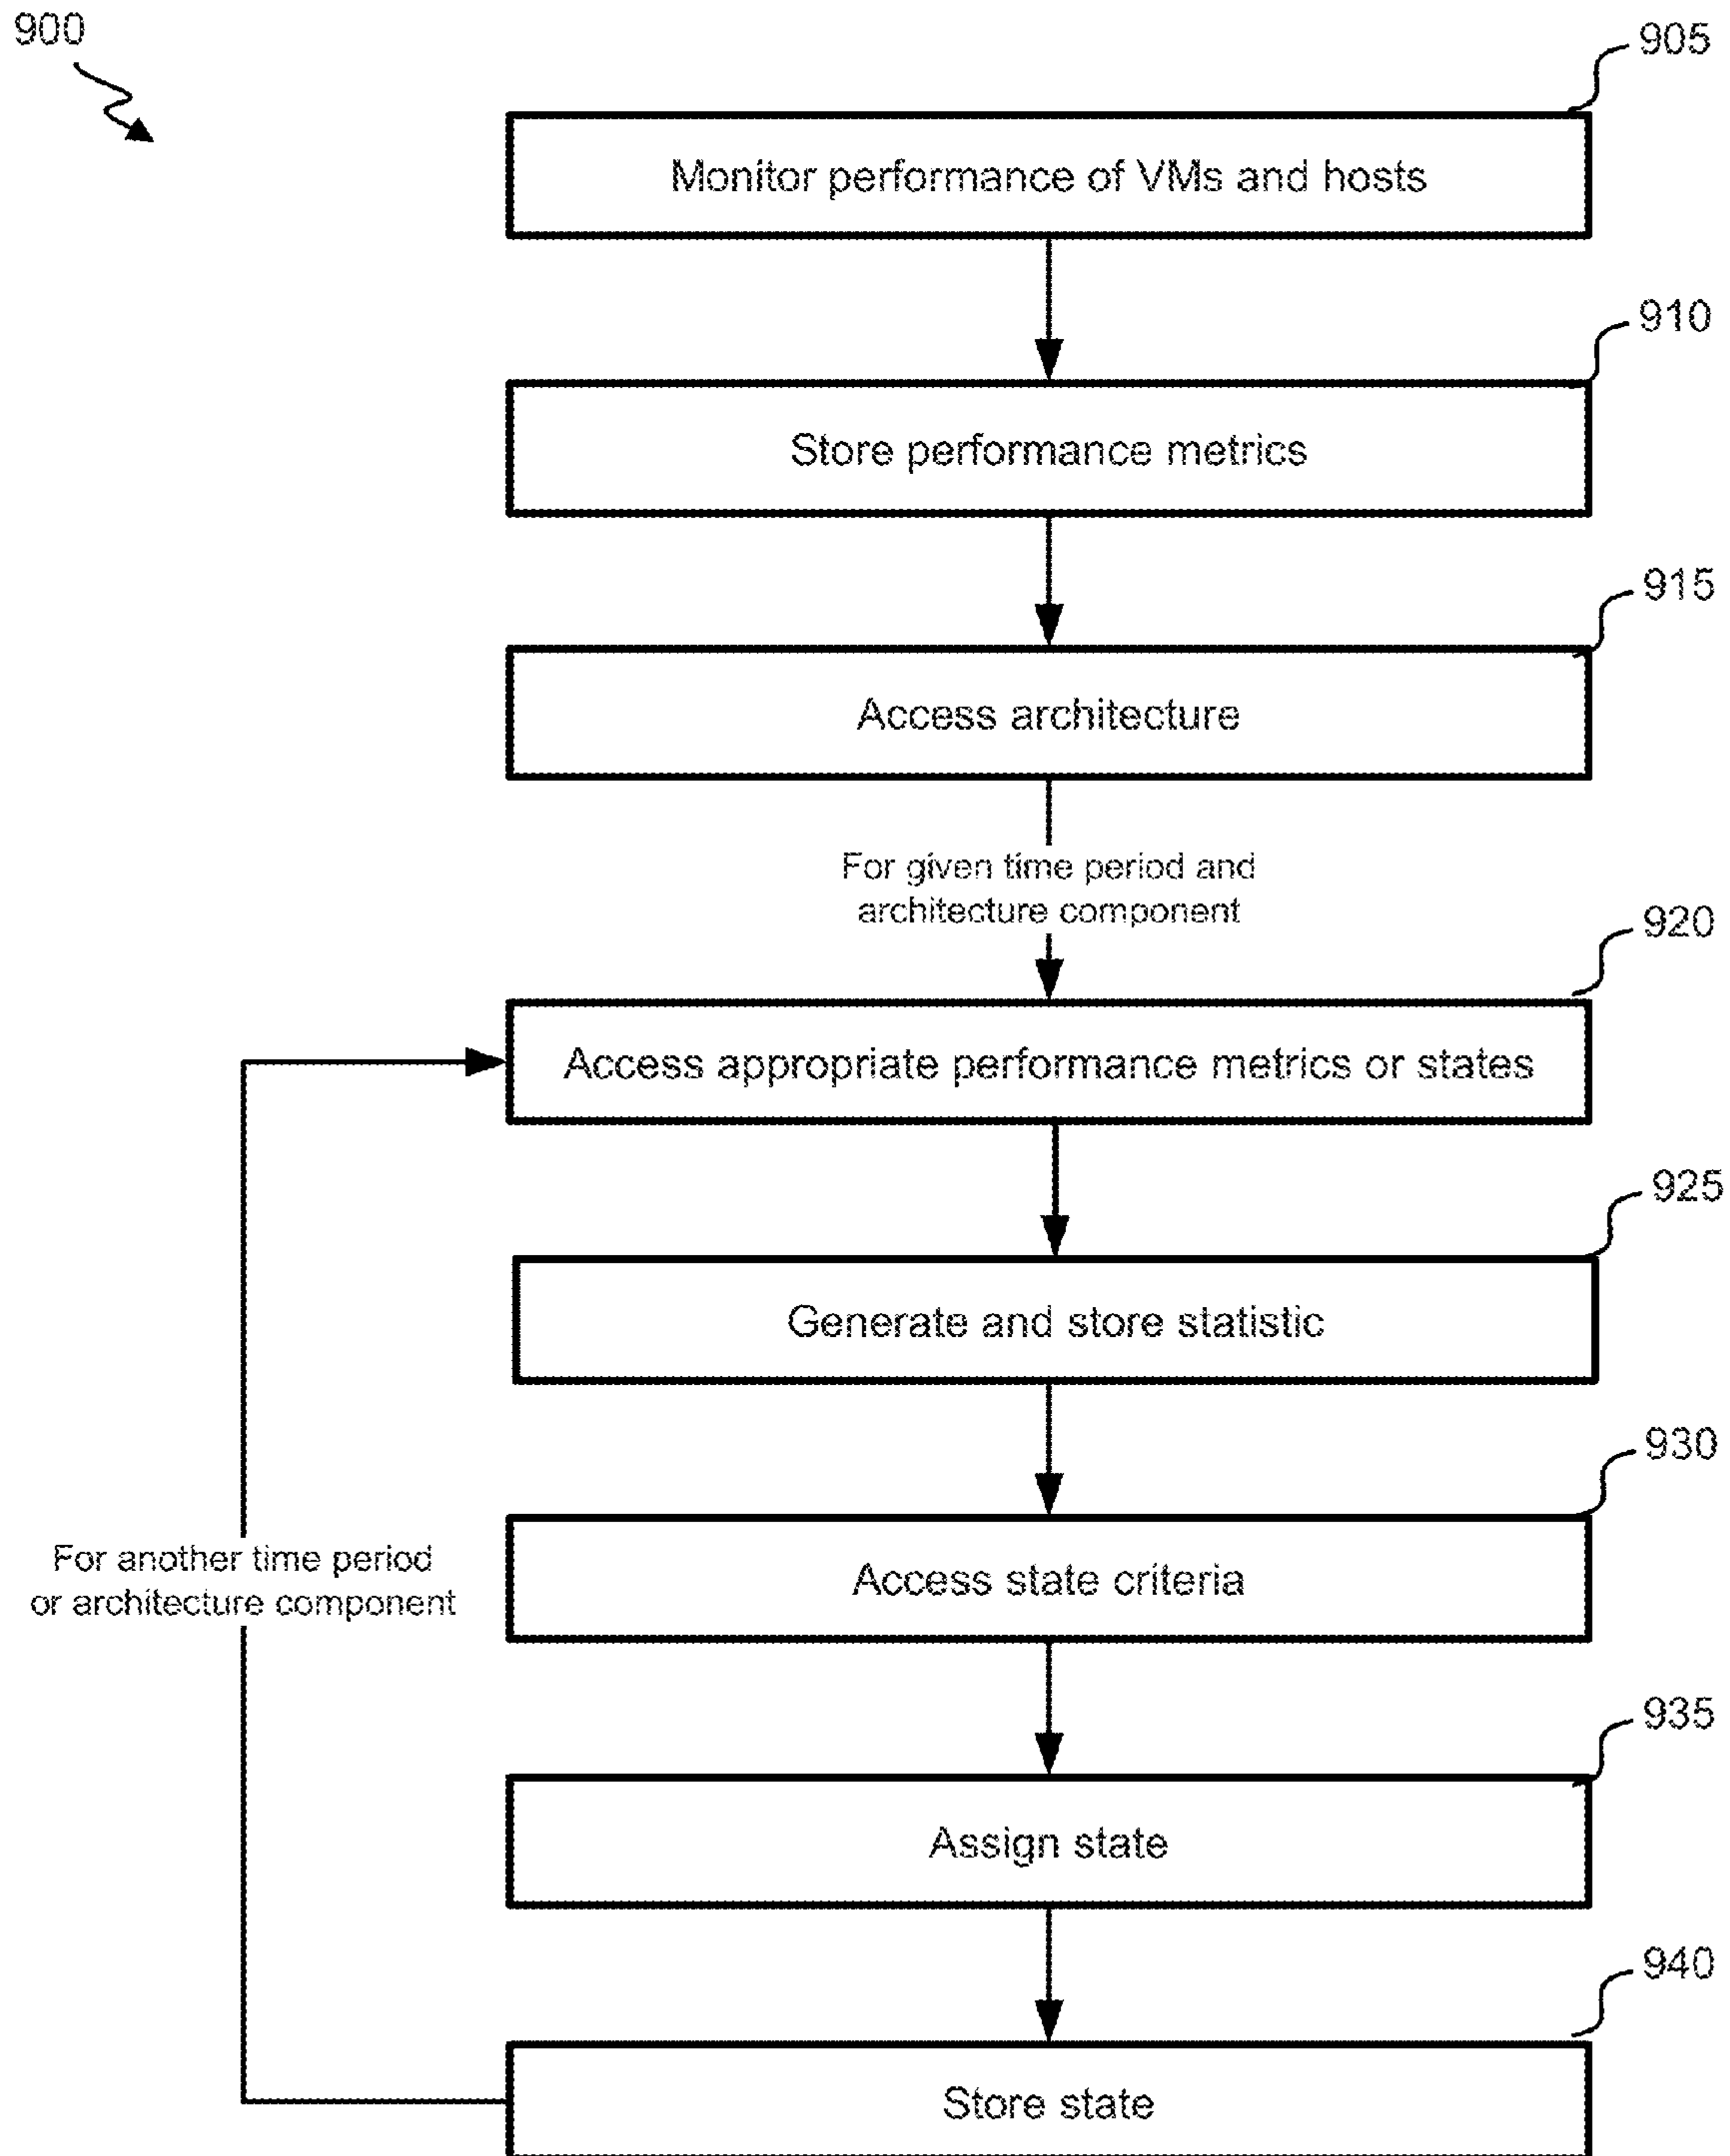 900
905
Monitor performance of VMs and hosts
910
Store performance metrics
915
Access architecture
For given time period and
architecture component
920
Access appropriate performance metrics or states
925
Generate and store statistic
930
Access state criteria
For another time period
or architecture component
935
Assign state
940
Store state